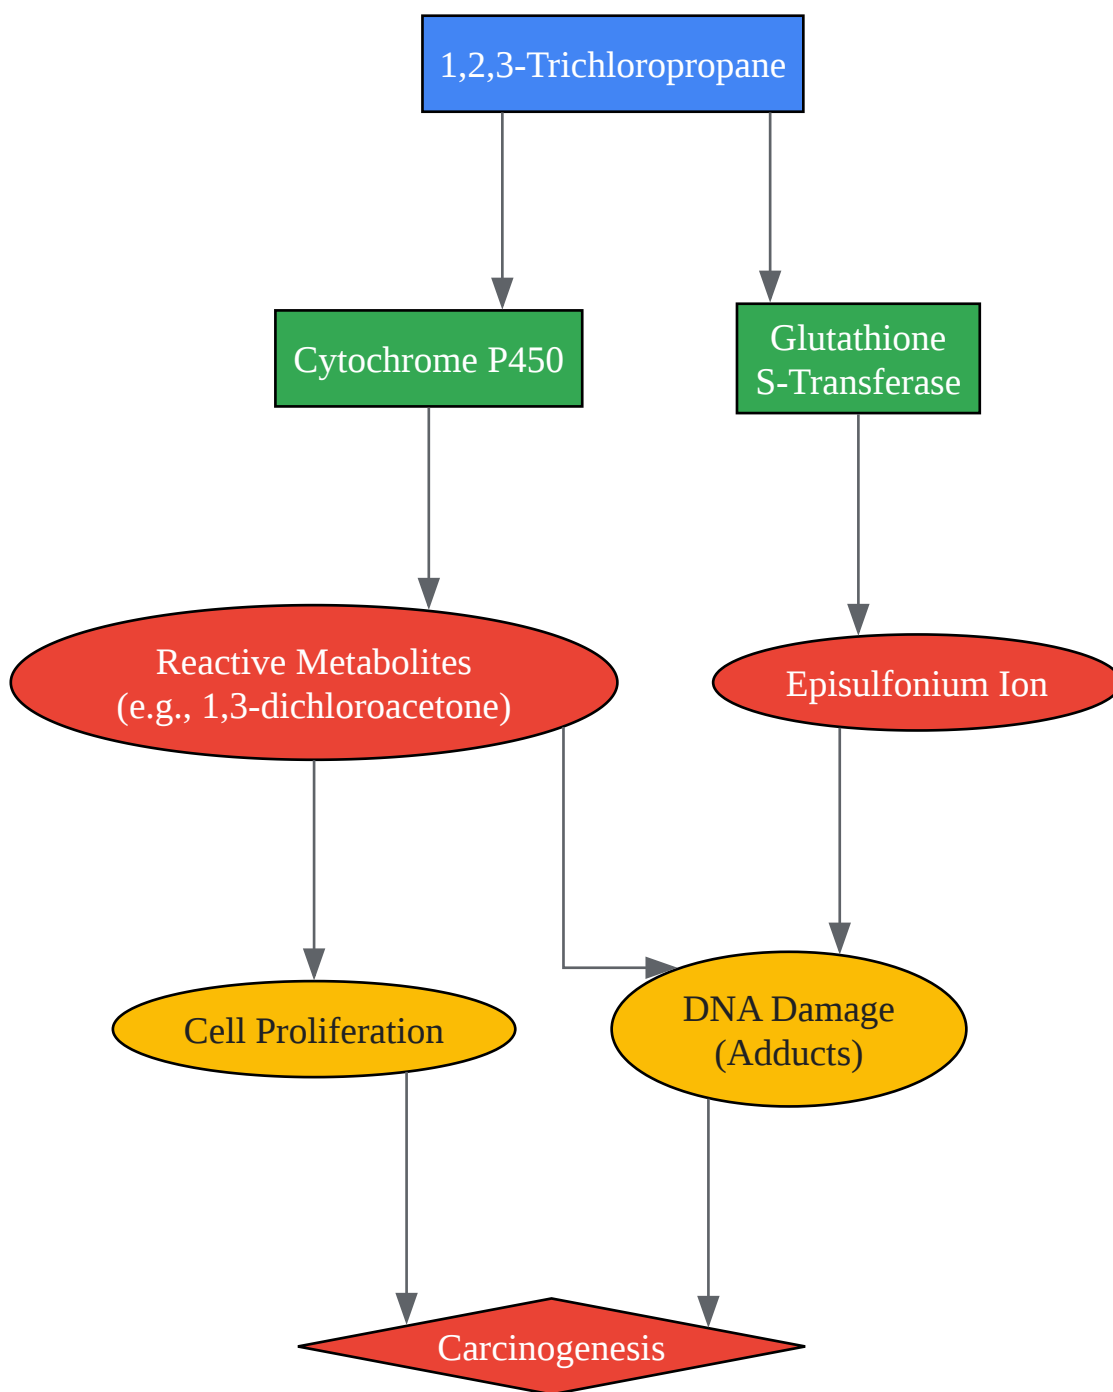 1,2,3-Trichloropropane
Cytochrome P450
Glutathione
S-Transferase
Reactive Metabolites
(e.g., 1,3-dichloroacetone)
Episulfonium Ion
Cell Proliferation
DNA Damage
(Adducts)
Carcinogenesis